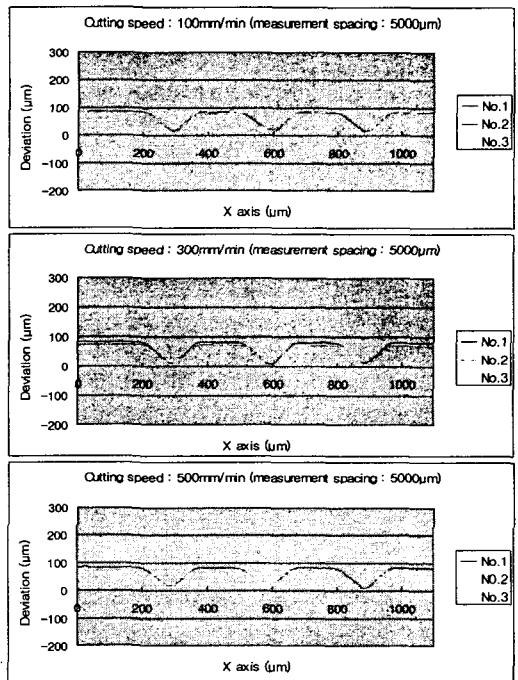 Cutting speed : 100mm/min (measurement spacing : 5000μm)
300
200
100
0
-100
-200
Deviation (μm)
0 200 400 600 800 1000
X axis (μm)
No.1
No.2
No.3
Cutting speed : 300mm/min (measurement spacing : 5000μm)
300
200
100
0
-100
-200
Deviation (μm)
0 200 400 600 800 1000
X axis (μm)
No.1
No.2
No.3
Cutting speed : 500mm/min (measurement spacing : 5000μm)
300
200
100
0
-100
-200
Deviation (μm)
0 200 400 600 800 1000
X axis (μm)
No.1
N0.2
No.3